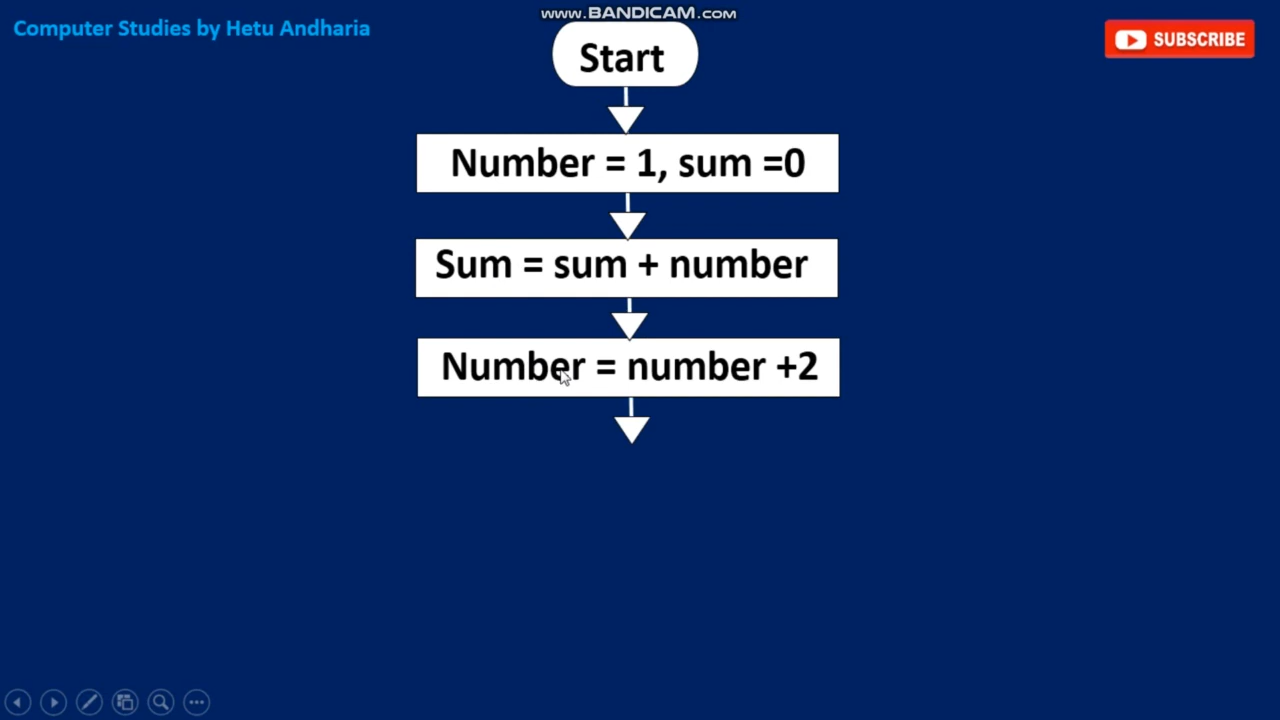 www.BANDICAM.com
Computer Studies by Hetu Andharia
SUBSCRIBE
Start
Number = 1, sum =0
Sum = sum + number
Number = number +2